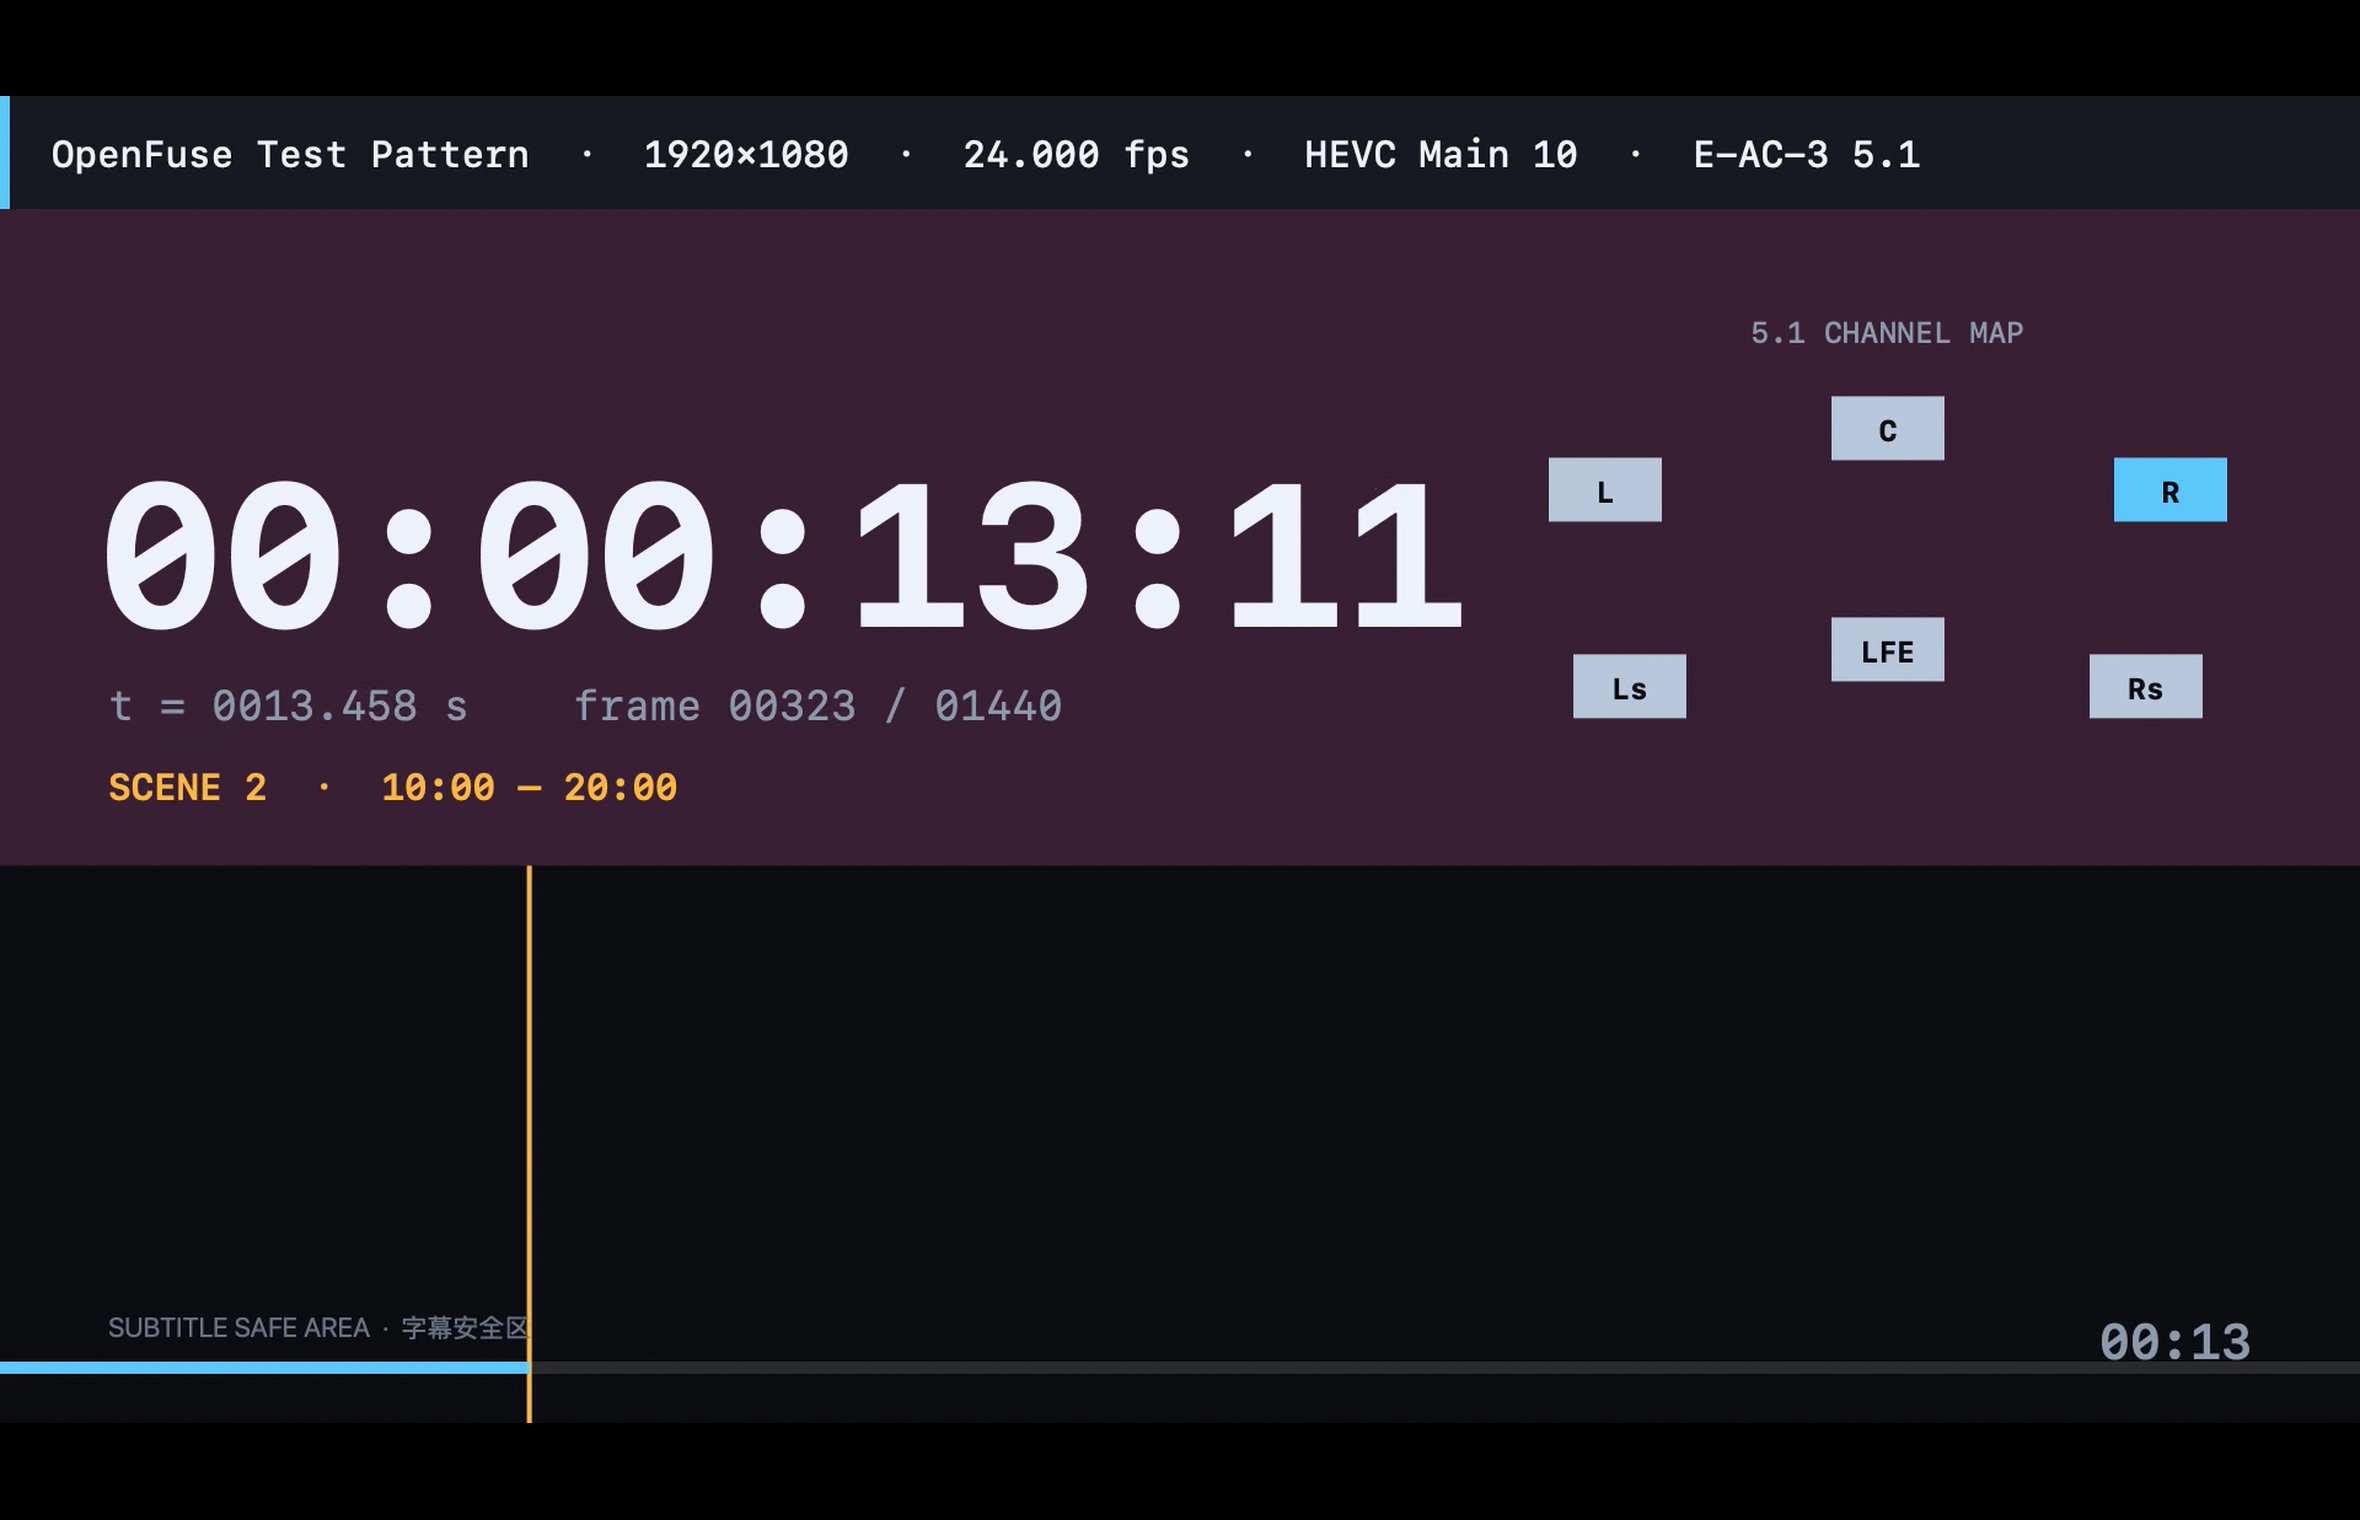 OpenFuse Test Pattern · 1920×1080 · 24.000 fps · HEVC Main 10 · E–AC–3 5.1
5.1 CHANNEL MAP
C
L
R
00:00:13:11
LFE
Ls
Rs
t = 0013.458 s frame 00323 / 01440
SCENE 2 · 10:00 — 20:00
SUBTITLE SAFE AREA · 字幕安全区
00:13